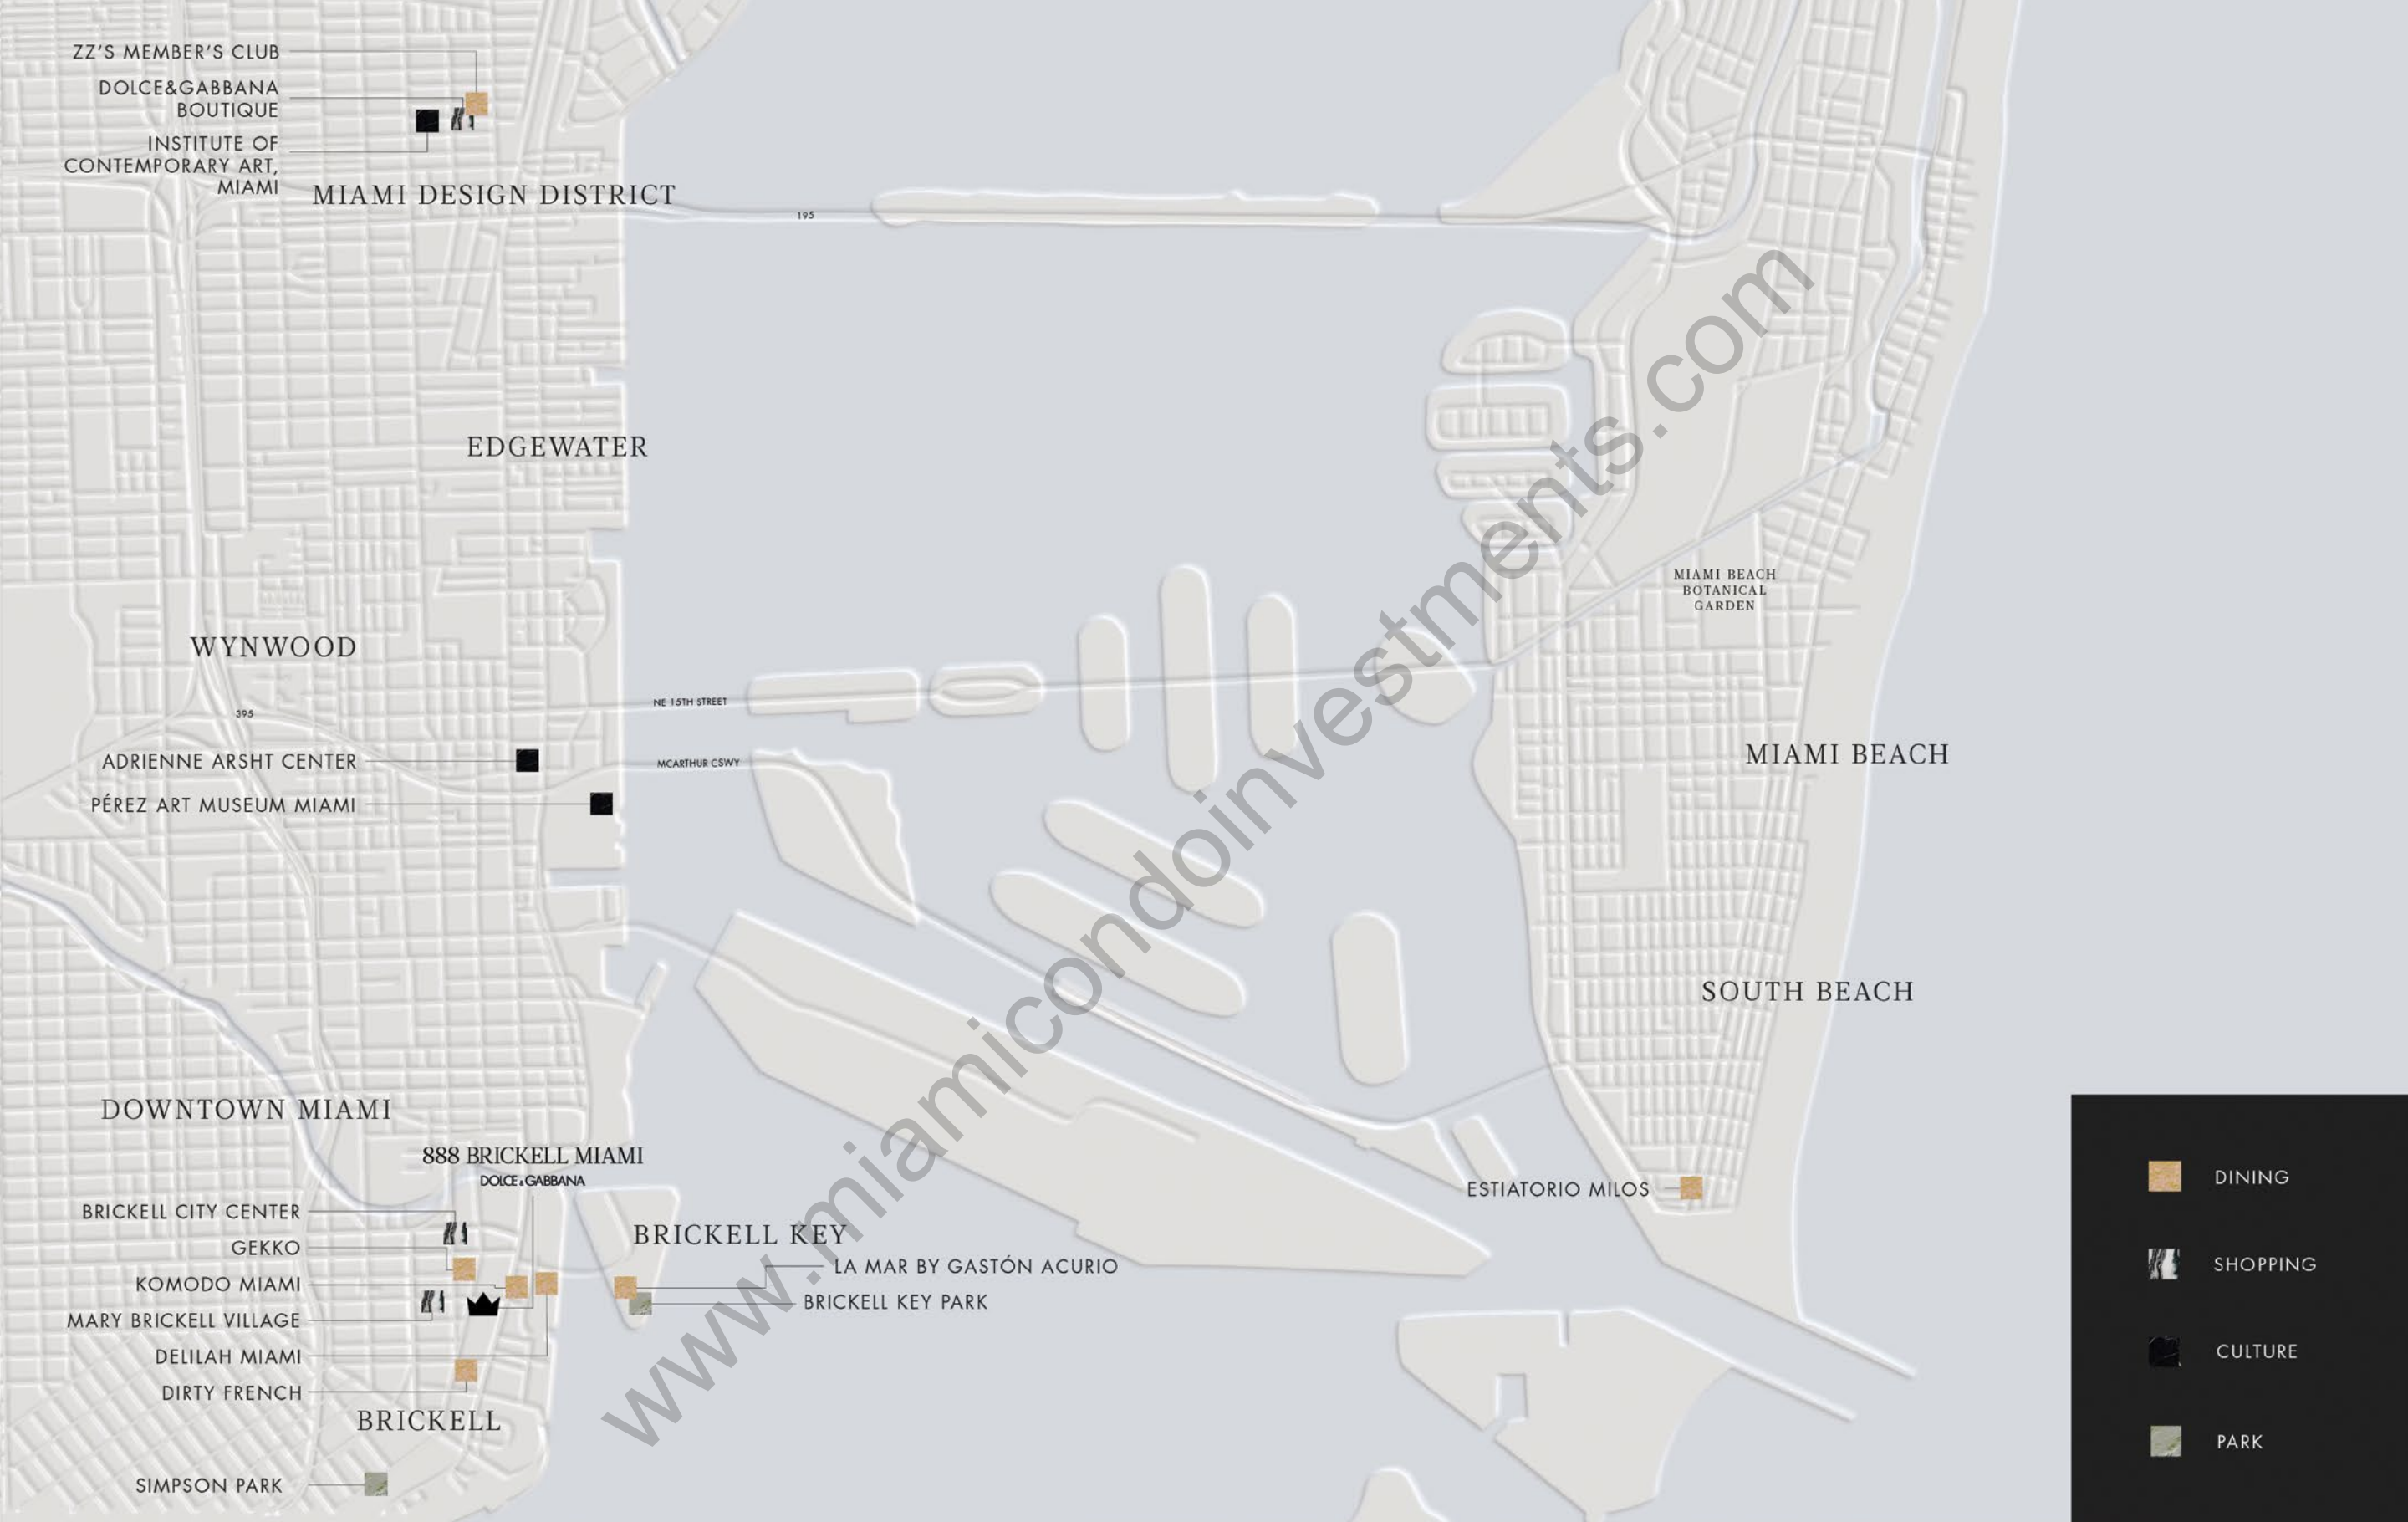 ZZ'S MEMBER'S CLUB
DOLCE&GABBANA
BOUTIQUE
INSTITUTE OF
CONTEMPORARY ART,
MIAMI
MIAMI DESIGN DISTRICT
195
EDGEWATER
MIAMI BEACH
BOTANICAL
GARDEN
WYNWOOD
NE 15TH STREET
395
ADRIENNE ARSHT CENTER
MCARTHUR CSWY
MIAMI BEACH
PÉREZ ART MUSEUM MIAMI
SOUTH BEACH
DOWNTOWN MIAMI
888 BRICKELL MIAMI
DOLCE&GABBANA
ESTIATORIO MILOS
BRICKELL CITY CENTER
GEKKO
KOMODO MIAMI
MARY BRICKELL VILLAGE
DELILAH MIAMI
DIRTY FRENCH
BRICKELL KEY
LA MAR BY GASTÓN ACURIO
BRICKELL KEY PARK
BRICKELL
SIMPSON PARK
DINING
SHOPPING
CULTURE
PARK
www.miamicondoinvestments.com